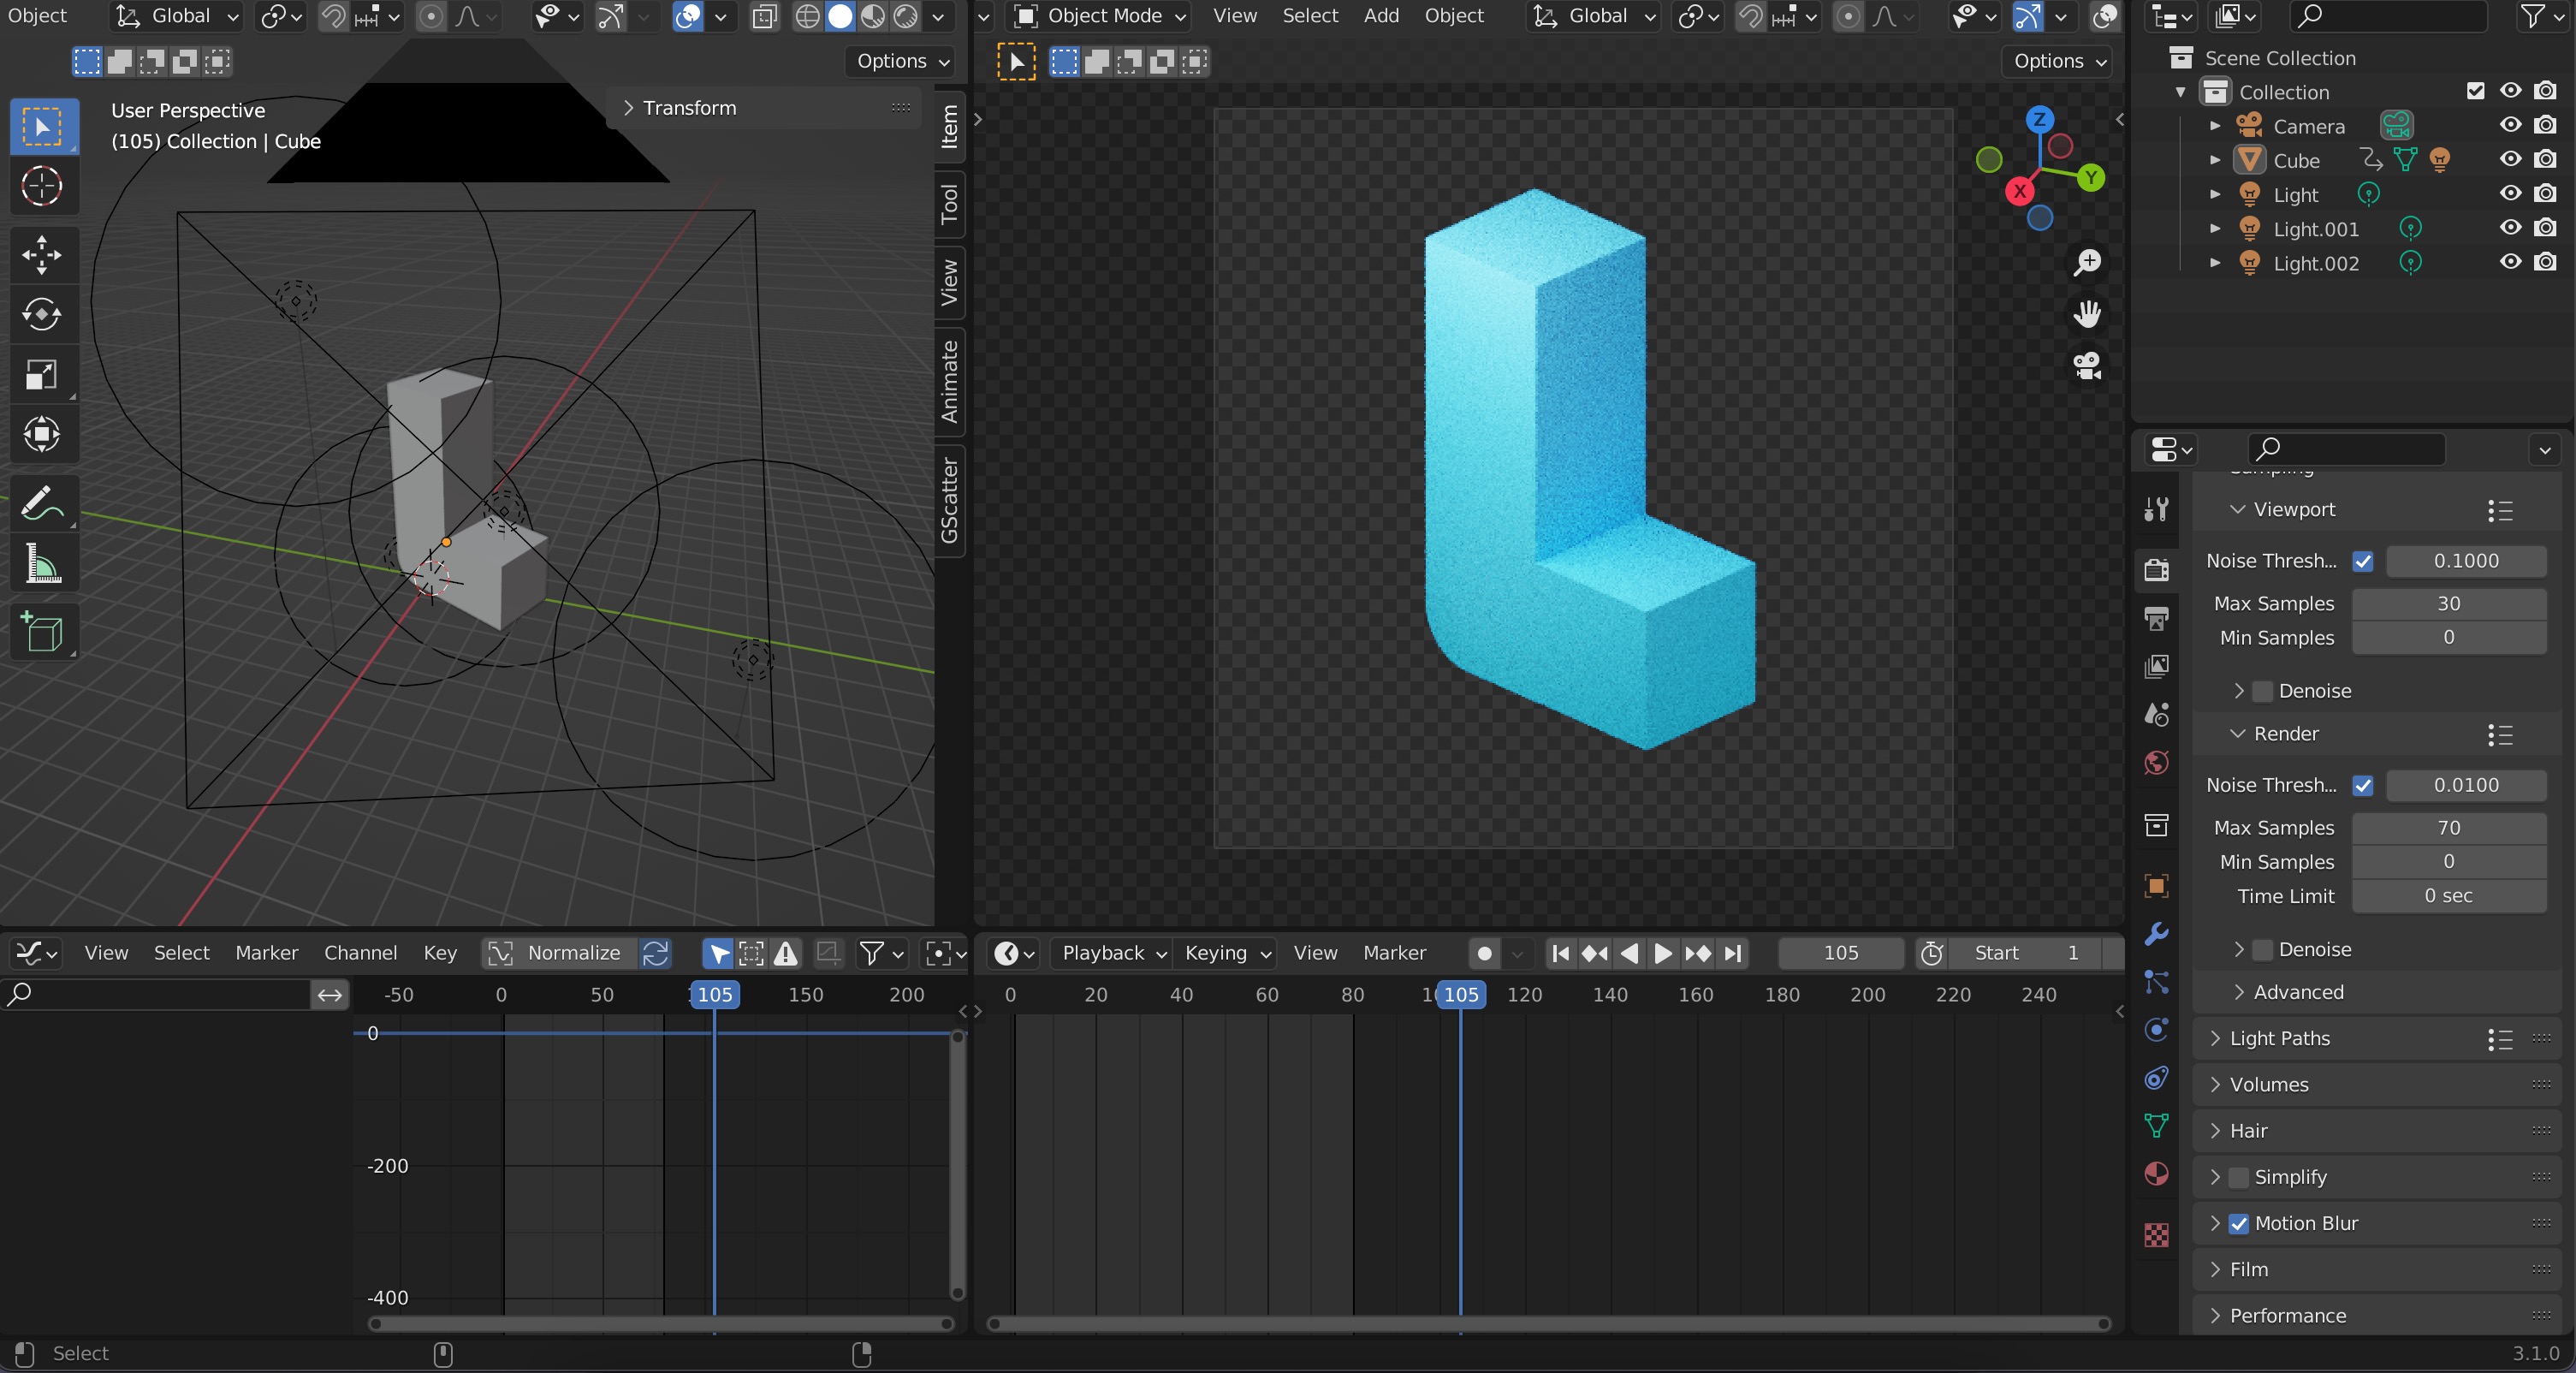 Object Global
Options
User Perspective
(105) Collection | Cube
Transform
Item
Tool
View
Animate
GScatter
Object Mode View Select Add Object Global
Options
Z
Y
X
Scene Collection
Collection
Camera
Cube
Light
Light.001
Light.002
Sampling
Viewport
Noise Thresh... 0.1000
Max Samples 30
Min Samples 0
Denoise
Render
Noise Thresh... 0.0100
Max Samples 70
Min Samples 0
Time Limit 0 sec
Denoise
Advanced
Light Paths
Volumes
Hair
Simplify
Motion Blur
Film
Performance
View Select Marker Channel Key Normalize
-50 0 50 105 150 200
0
-200
-400
Playback Keying View Marker 105 Start 1
0 20 40 60 80 105 120 140 160 180 200 220 240
Select
3.1.0